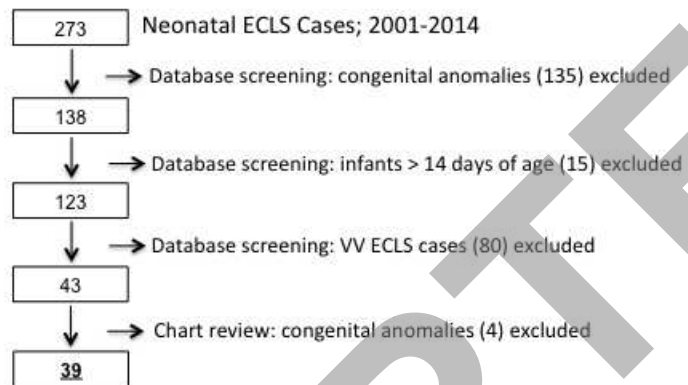 273 Neonatal ECLS Cases; 2001-2014
Database screening: congenital anomalies (135) excluded
138
Database screening: infants > 14 days of age (15) excluded
123
Database screening: VV ECLS cases (80) excluded
43
Chart review: congenital anomalies (4) excluded
39
PTE